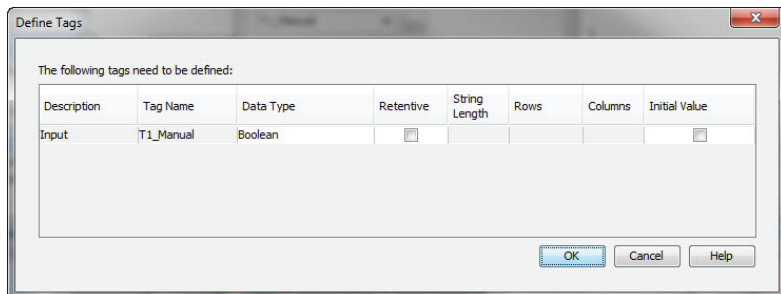 Define Tags
The following tags need to be defined:
Description Tag Name Data Type Retentive String Length Rows Columns Initial Value
Input T1_Manual Boolean
OK Cancel Help